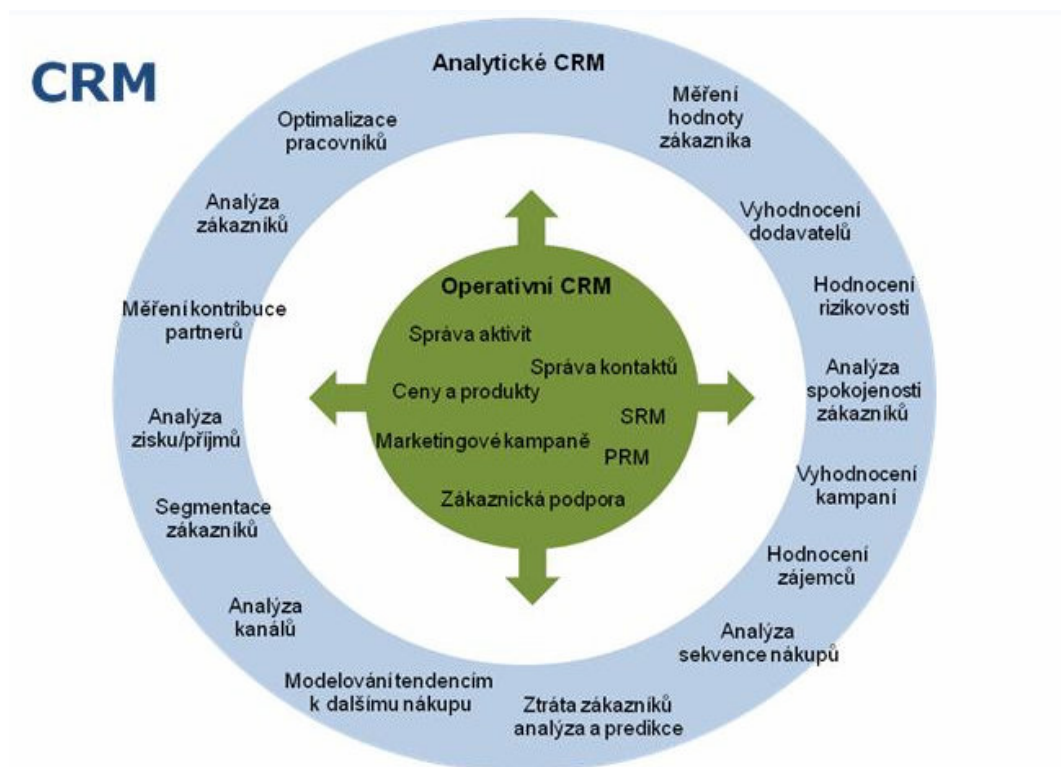 CRM
Analytické CRM
Měření
hodnoty
zákazníka
Optimalizace
pracovníků
Analýza
zákazníků
Vyhodnocení
dodavatelů
Hodnocení
rizikovosti
Měření kontribuce
partnerů
Operativní CRM
Správa aktivit
Správa kontaktů
Ceny a produkty
SRM
Marketingové kampaně
PRM
Zákaznická podpora
Analýza
spokojenosti
zákazníků
Analýza
zisku/příjmů
Vyhodnocení
kampaní
Segmentace
zákazníků
Hodnocení
zájemců
Analýza
kanálů
Analýza
sekvence nákupů
Modelování tendencím
k dalšímu nákupu
Ztráta zákazníků
analýza a predikce